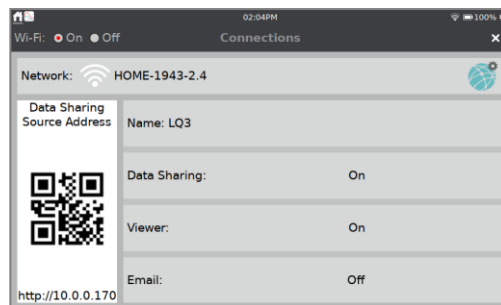 02:04PM 100%
Wi-Fi: On Off Connections ×
Network: HOME-1943-2.4
Data Sharing
Source Address
Name: LQ3
Data Sharing: On
Viewer: On
Email: Off
http://10.0.0.170